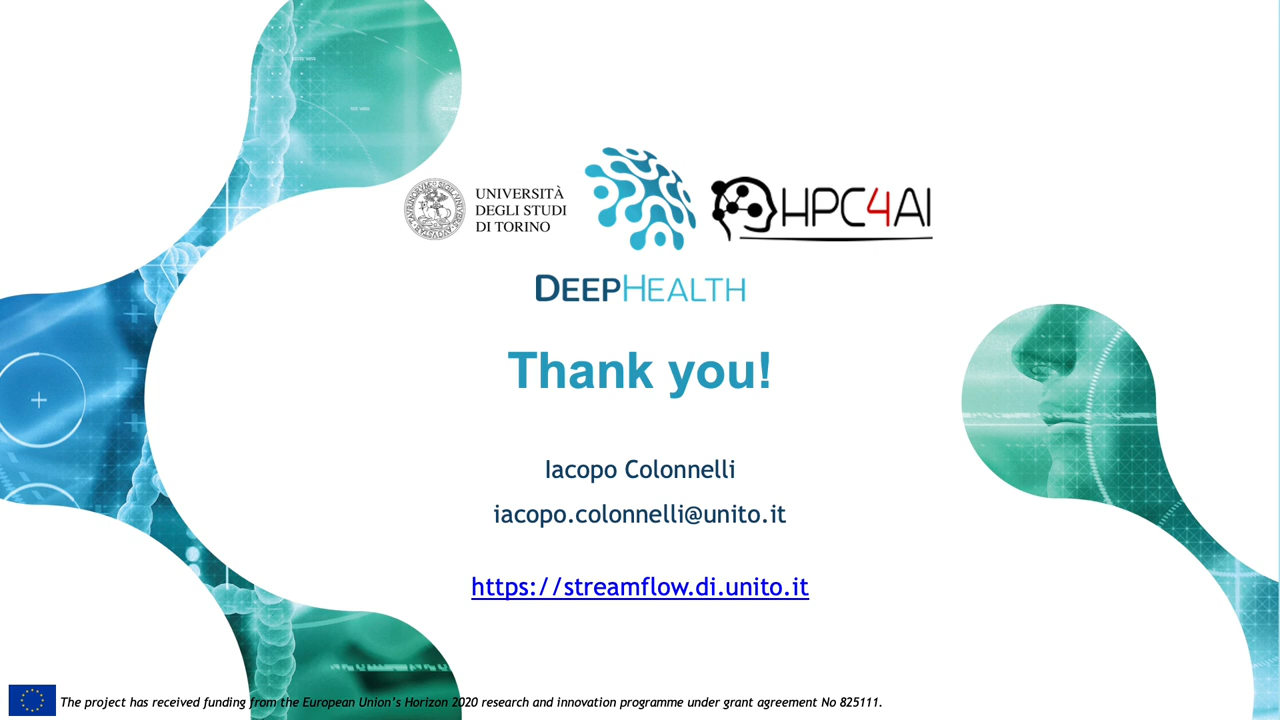 UNIVERSITÀ
DEGLI STUDI
DI TORINO
HPC4AI
DEEPHEALTH
Thank you!
Iacopo Colonnelli
iacopo.colonnelli@unito.it
https://streamflow.di.unito.it
The project has received funding from the European Union's Horizon 2020 research and innovation programme under grant agreement No 825111.